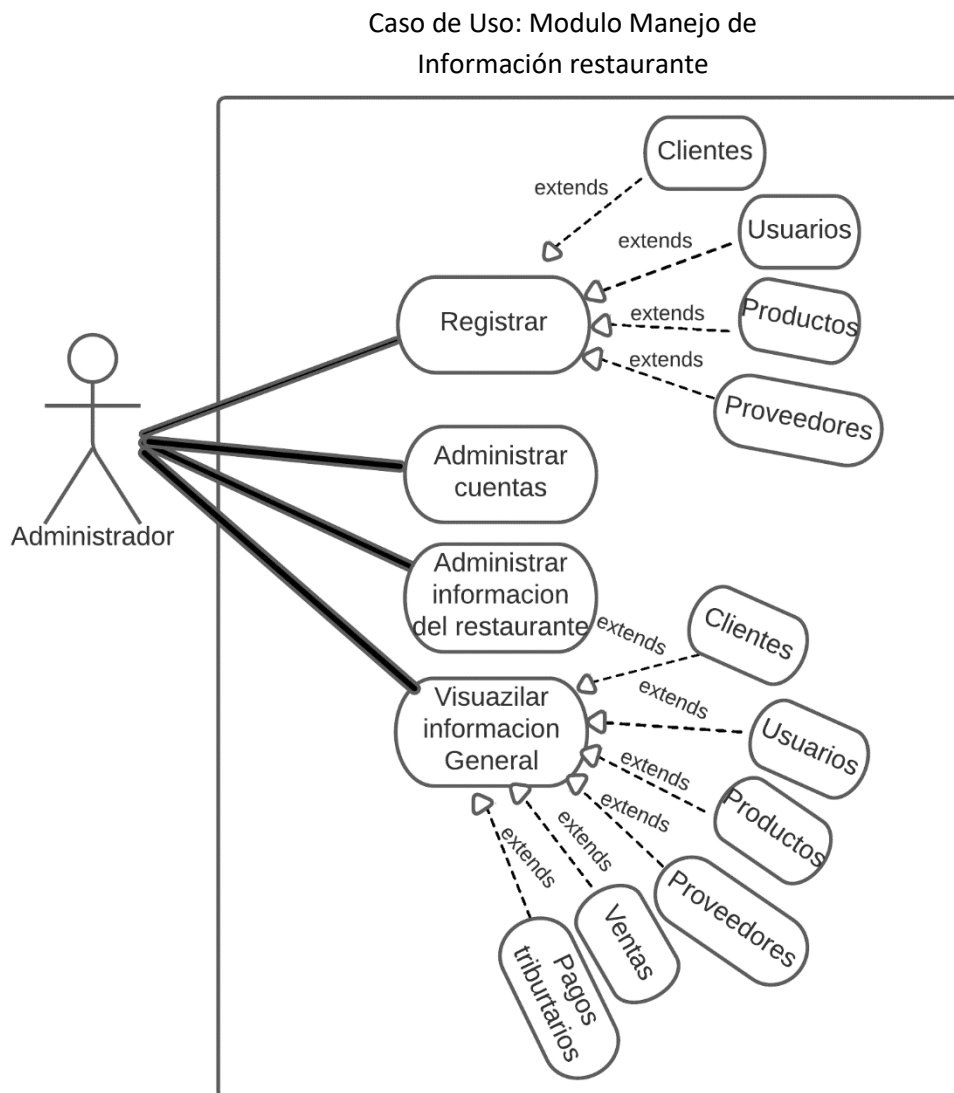 Caso de Uso: Modulo Manejo de
Información restaurante
Clientes
extends
Usuarios
extends
Registrar
Productos
extends
extends
Proveedores
Administrador
Administrar
cuentas
Administrar
informacion
del restaurante
extends
Clientes
Visuazilar
informacion
General
extends
Usuarios
extends
Productos
extends
Proveedores
extends
Ventas
extends
Pagos
triburtarios